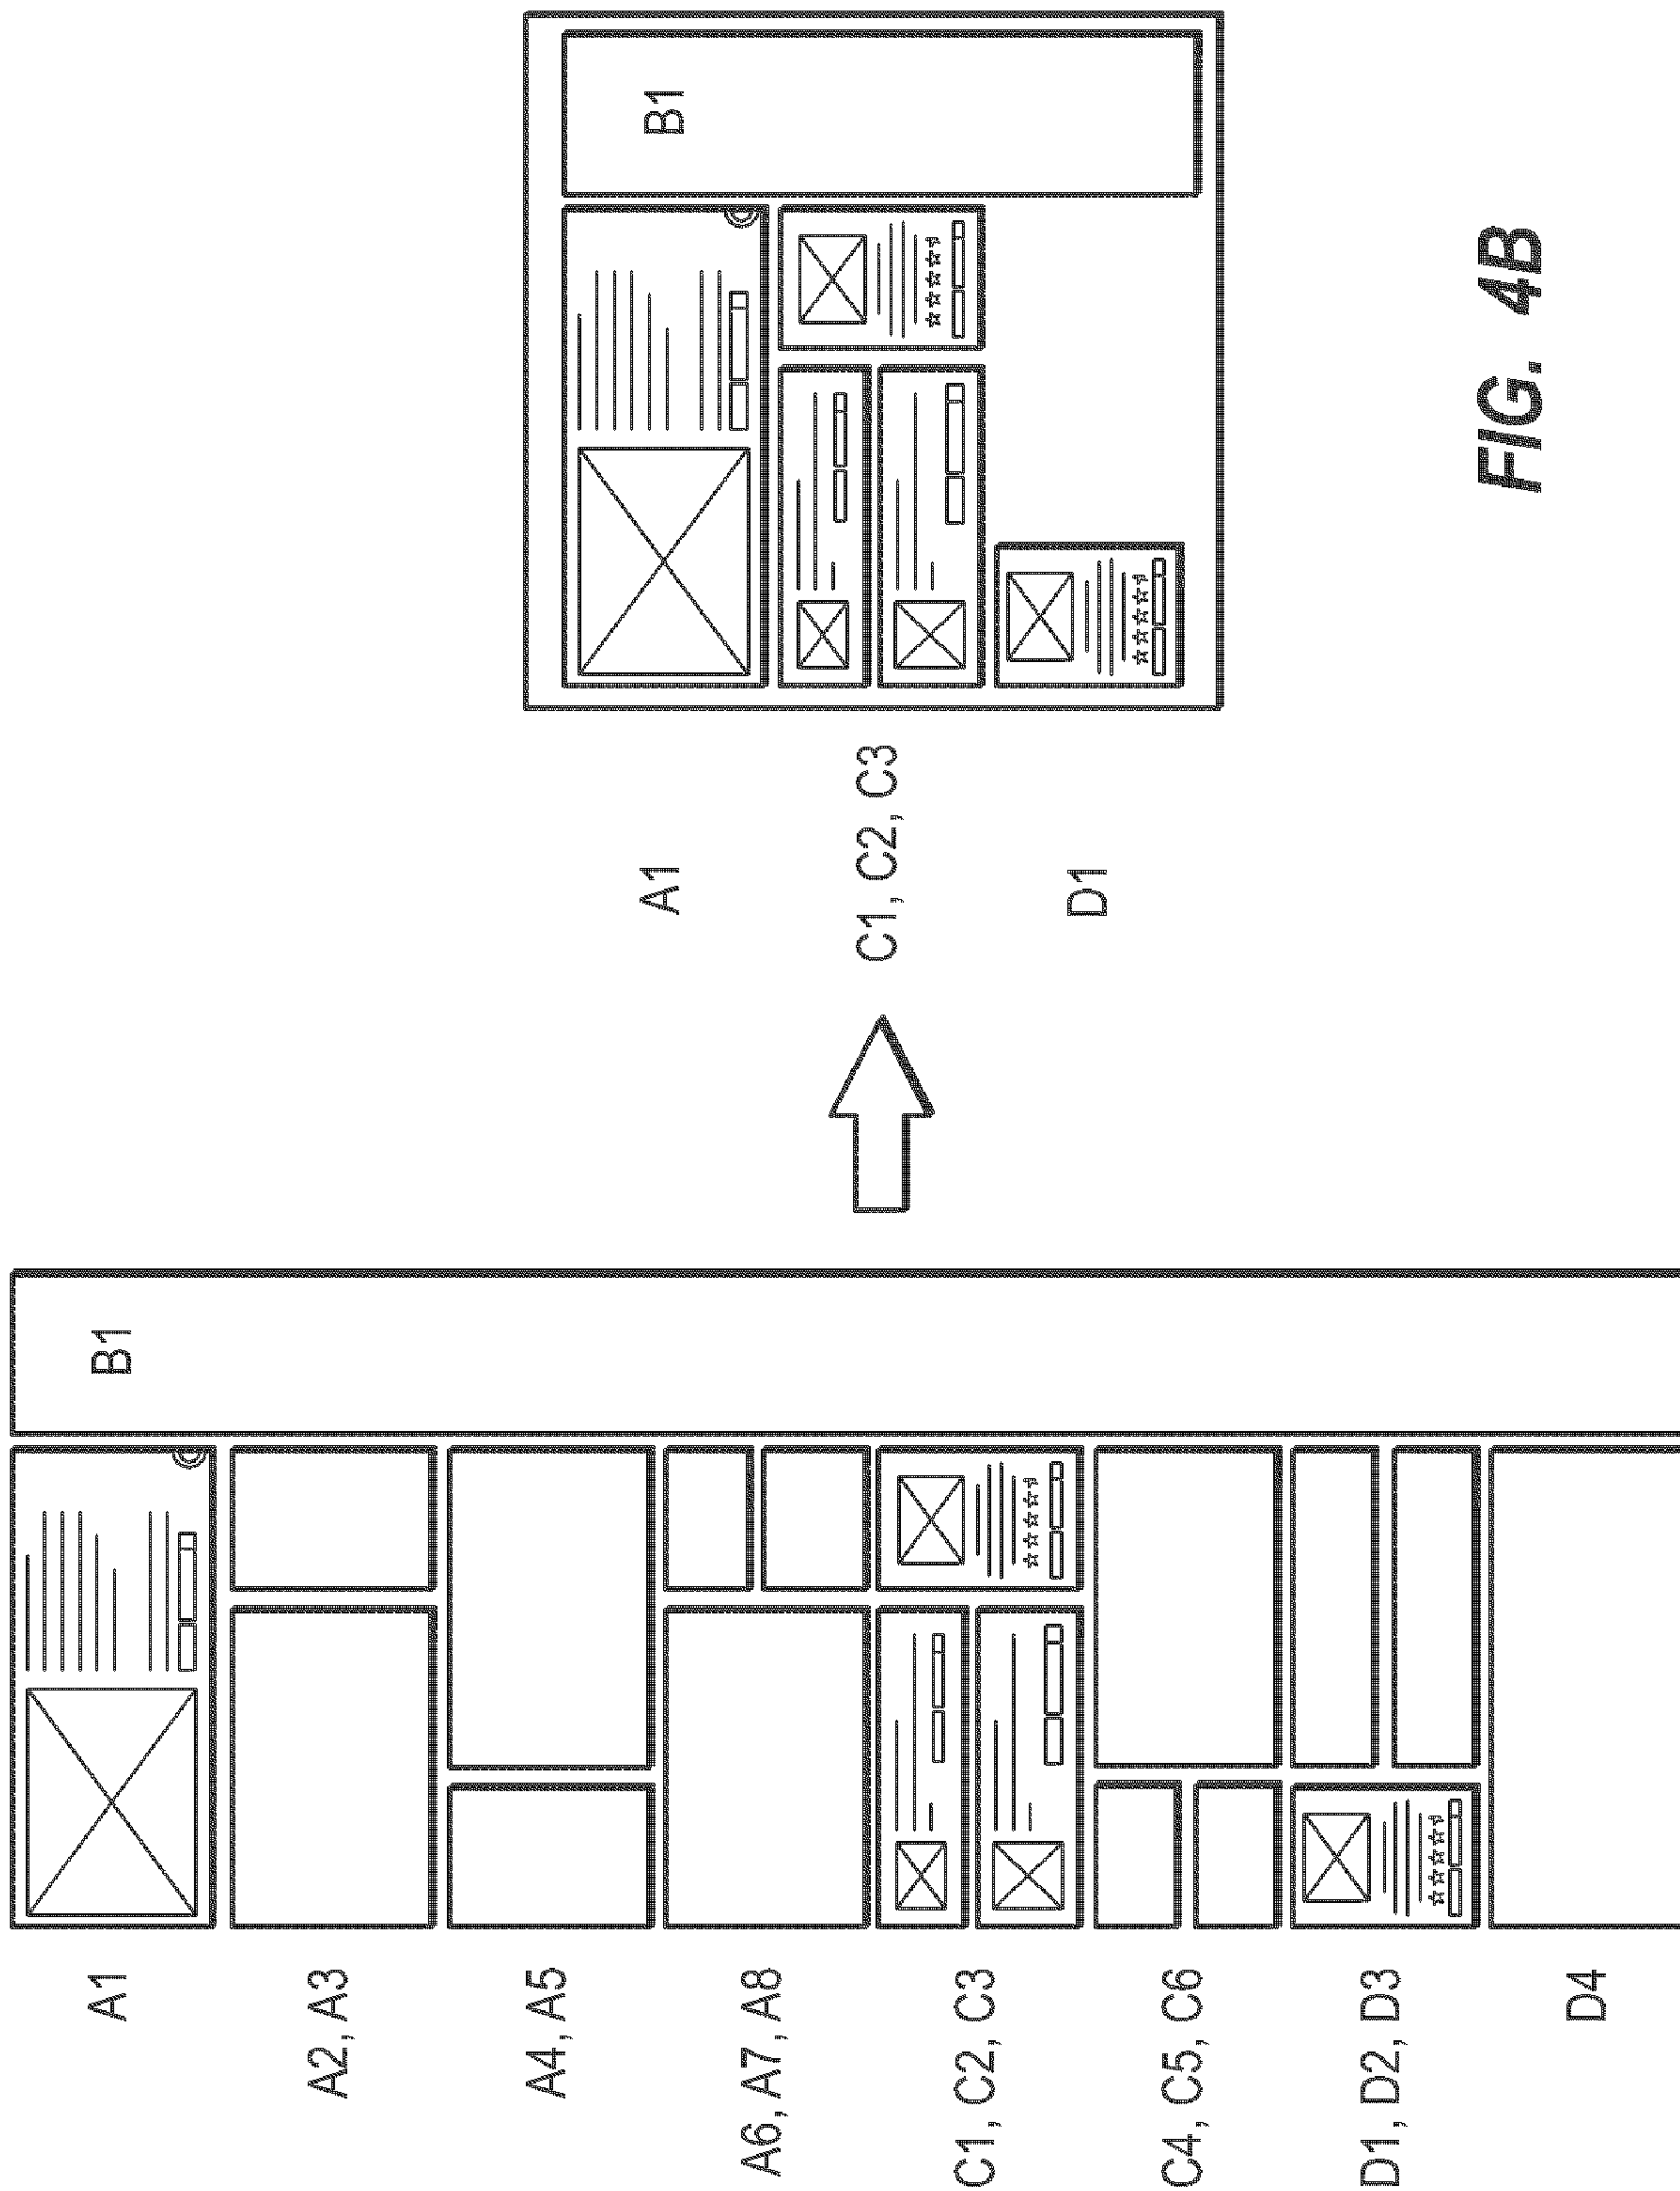 A1
A2, A3
A4, A5
A6, A7, A8
C1, C2, C3
C4, C5, C6
D1, D2, D3
D4
B1
A1
C1, C2, C3
D1
B1
FIG. 4B